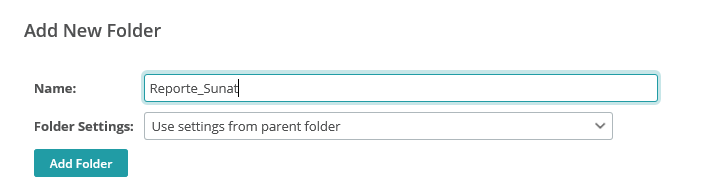 Add New Folder
Name: Reporte_Sunat
Folder Settings: Use settings from parent folder
Add Folder